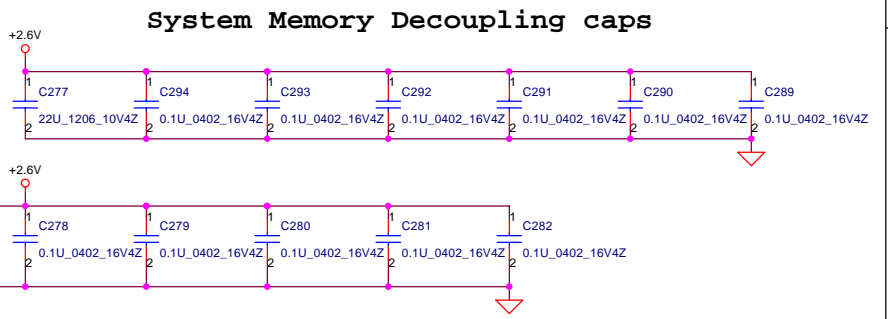 System Memory Decoupling caps
+2.6V
1 1 1 1 1 1 1
C277 C294 C293 C292 C291 C290 C289
22U_1206_10V4Z 0.1U_0402_16V4Z 0.1U_0402_16V4Z 0.1U_0402_16V4Z 0.1U_0402_16V4Z 0.1U_0402_16V4Z 0.1U_0402_16V4Z
2 2 2 2 2 2 2
+2.6V
1 1 1 1 1
C278 C279 C280 C281 C282
0.1U_0402_16V4Z 0.1U_0402_16V4Z 0.1U_0402_16V4Z 0.1U_0402_16V4Z 0.1U_0402_16V4Z
2 2 2 2 2